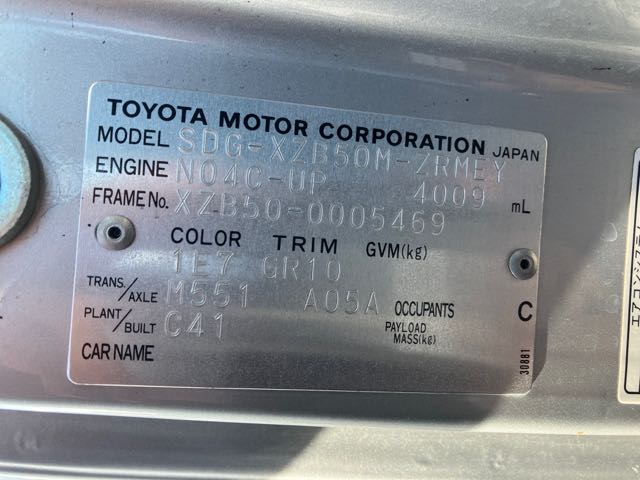 TOYOTA MOTOR CORPORATION JAPAN
MODEL SDG-XZB50M-ZRMEY
ENGINE N04C-UP 4009 mL
FRAME No. XZB50-0005469
COLOR TRIM GVM(kg)
1E7 GR10
TRANS./AXLE M551 A05A OCCUPANTS C
PLANT/BUILT C41 PAYLOAD MASS(kg)
CAR NAME
30881